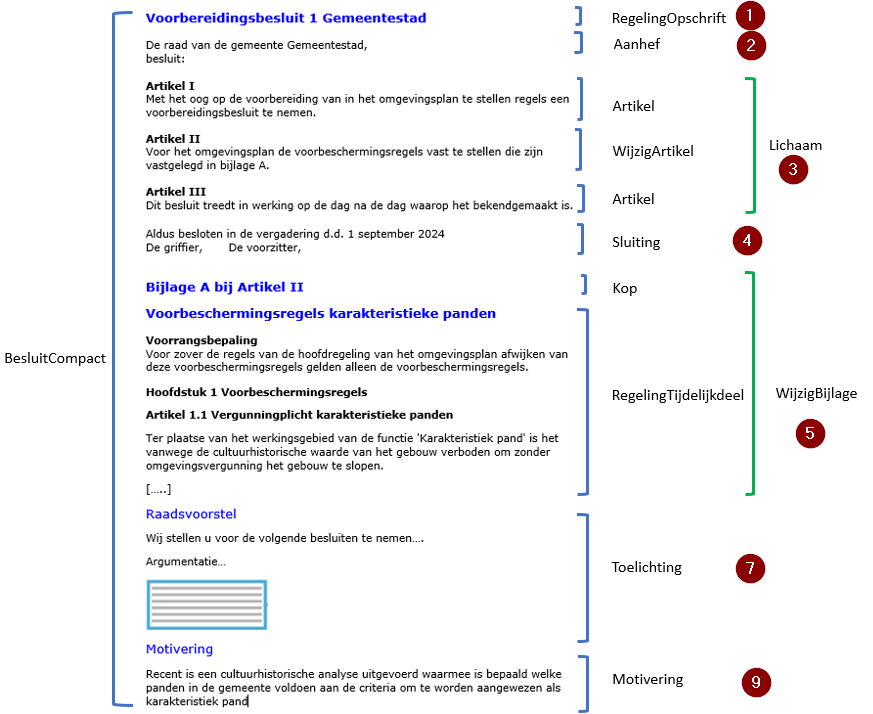 Voorbereidingsbesluit 1 Gemeentestad
RegelingOpschrift
1
De raad van de gemeente Gemeentestad,
besluit:
Aanhef
2
Artikel I
Met het oog op de voorbereiding van in het omgevingsplan te stellen regels een
voorbereidingsbesluit te nemen.
Artikel
Artikel II
Voor het omgevingsplan de voorbeschermingsregels vast te stellen die zijn
vastgelegd in bijlage A.
WijzigArtikel
Lichaam
3
Artikel III
Dit besluit treedt in werking op de dag na de dag waarop het bekendgemaakt is.
Artikel
Aldus besloten in de vergadering d.d. 1 september 2024
De griffier, De voorzitter,
Sluiting
4
Bijlage A bij Artikel II
Kop
Voorbeschermingsregels karakteristieke panden
Voorrangsbepaling
Voor zover de regels van de hoofdregeling van het omgevingsplan afwijken van
deze voorbeschermingsregels gelden alleen de voorbeschermingsregels.
BesluitCompact
Hoofdstuk 1 Voorbeschermingsregels
RegelingTijdelijkdeel
WijzigBijlage
5
Artikel 1.1 Vergunningplicht karakteristieke panden
Ter plaatse van het werkingsgebied van de functie 'Karakteristiek pand' is het
vanwege de cultuurhistorische waarde van het gebouw verboden om zonder
omgevingsvergunning het gebouw te slopen.
[…..]
Raadsvoorstel
Wij stellen u voor de volgende besluiten te nemen….
Argumentatie…
Toelichting
7
Motivering
Recent is een cultuurhistorische analyse uitgevoerd waarmee is bepaald welke
panden in de gemeente voldoen aan de criteria om te worden aangewezen als
karakteristiek pand
Motivering
9